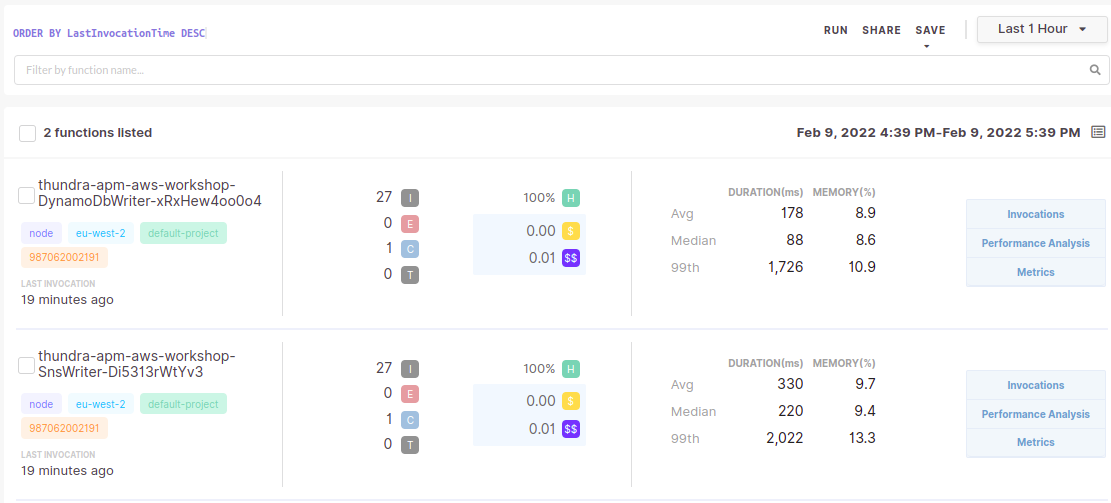 ORDER BY LastInvocationTime DESC
RUN SHARE SAVE Last 1 Hour
Filter by function name...
2 functions listed
Feb 9, 2022 4:39 PM-Feb 9, 2022 5:39 PM
thundra-apm-aws-workshop-
DynamoDbWriter-xRxHew4oo0o4
node eu-west-2 default-project
987062002191
LAST INVOCATION
19 minutes ago
27 I
0 E
1 C
0 T
100% H
0.00 $
0.01 $$
DURATION(ms) MEMORY(%)
Avg 178 8.9
Median 88 8.6
99th 1,726 10.9
Invocations
Performance Analysis
Metrics
thundra-apm-aws-workshop-
SnsWriter-Di5313rWtYv3
node eu-west-2 default-project
987062002191
LAST INVOCATION
19 minutes ago
27 I
0 E
1 C
0 T
100% H
0.00 $
0.01 $$
DURATION(ms) MEMORY(%)
Avg 330 9.7
Median 220 9.4
99th 2,022 13.3
Invocations
Performance Analysis
Metrics